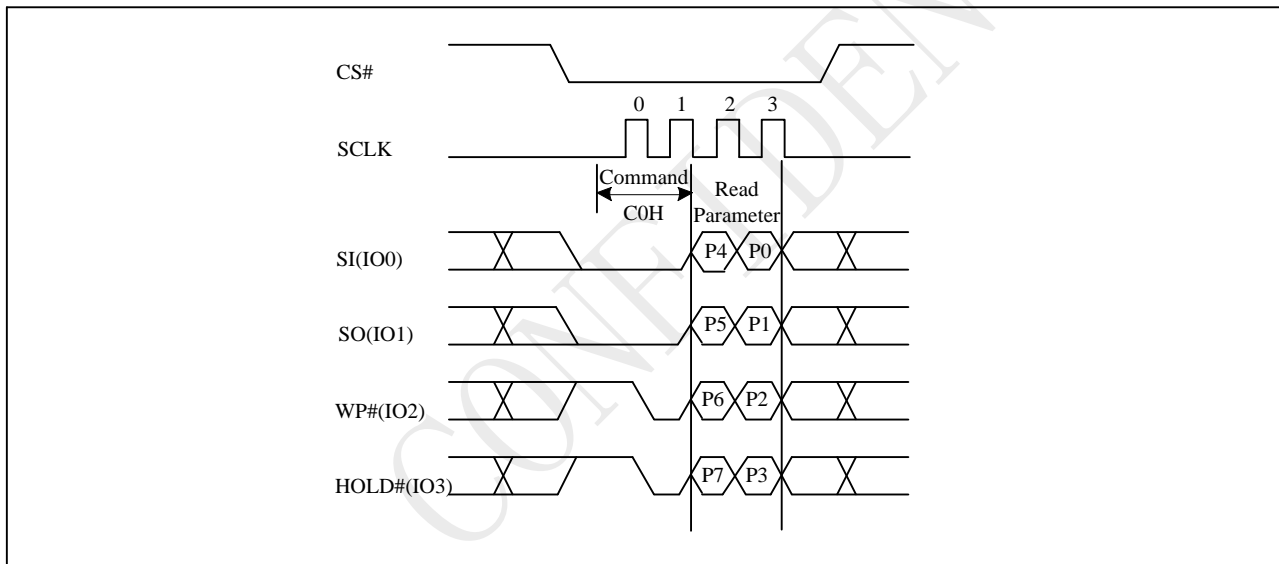 CS#
0 1 2 3
SCLK
Command
C0H
Read
Parameter
SI(IO0) P4 P0
SO(IO1) P5 P1
WP#(IO2) P6 P2
HOLD#(IO3) P7 P3
CONFIDEN